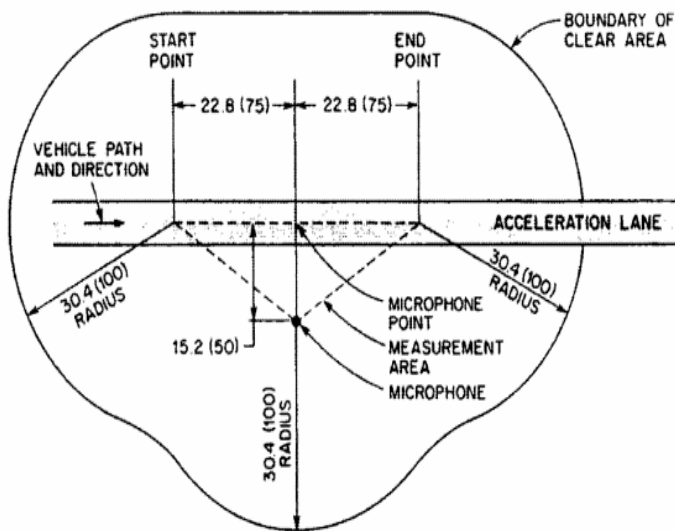 BOUNDARY OF
CLEAR AREA
START
POINT
END
POINT
22.8 (75)
22.8 (75)
VEHICLE PATH
AND DIRECTION
ACCELERATION LANE
30.4 (100)
RADIUS
30.4 (100)
RADIUS
MICROPHONE
POINT
15.2 (50)
MEASUREMENT
AREA
MICROPHONE
30.4 (100)
RADIUS